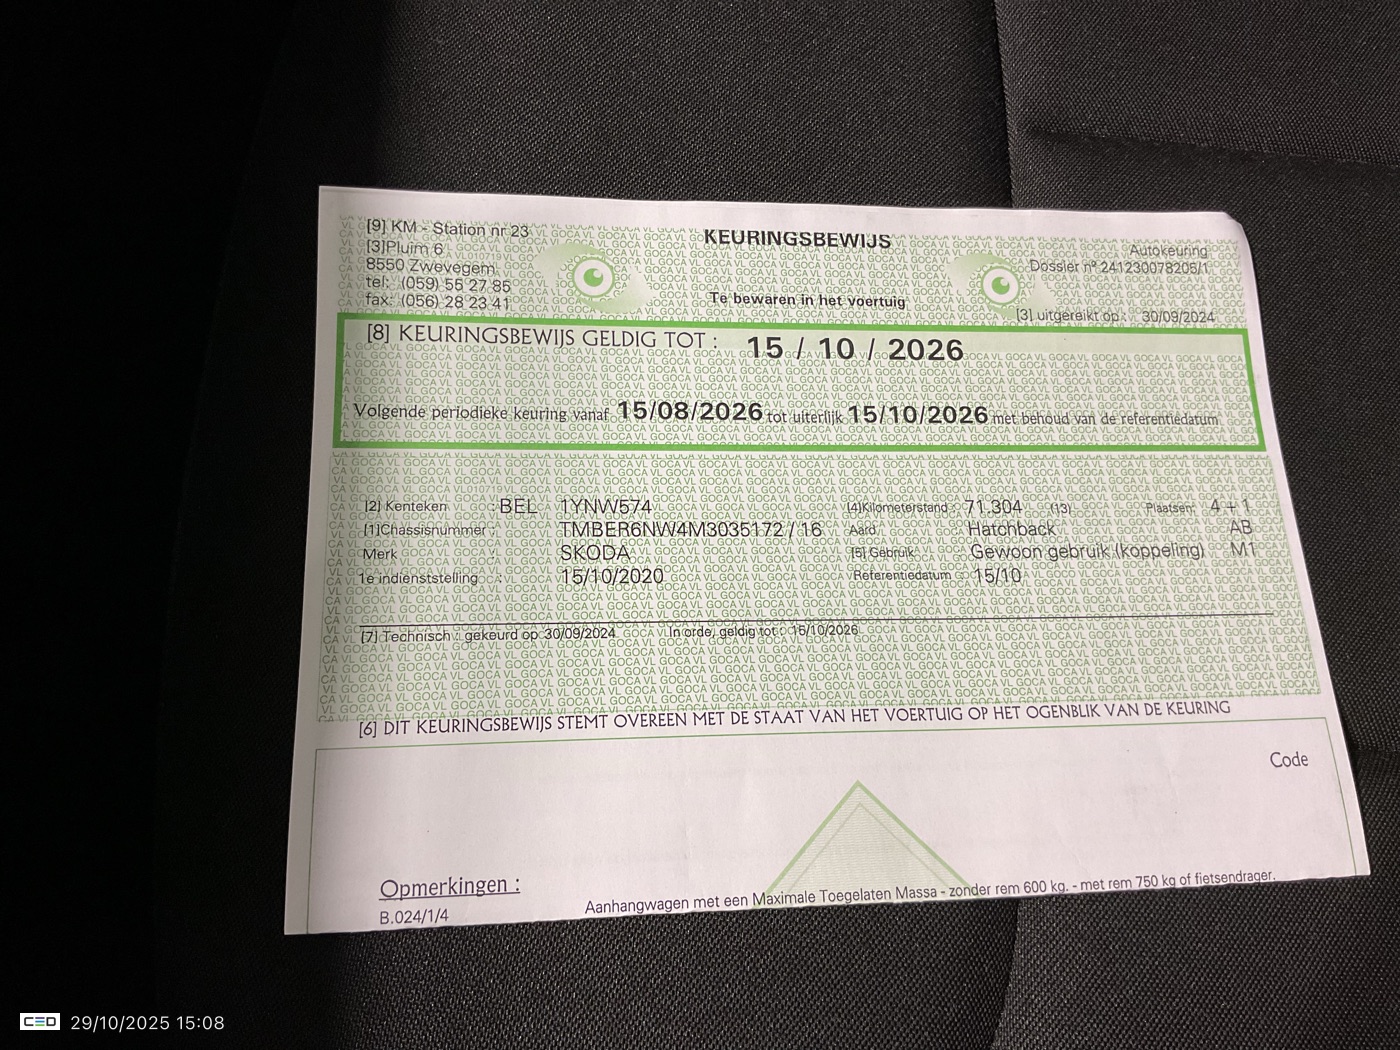 [9] KM - Station nr 23
[3]Pluim 6
8550 Zwevegem
tel: (059) 55 27 85
fax: (056) 28 23 41
KEURINGSBEWIJS
Te bewaren in het voertuig
Autokeuring
Dossier nº 241230078205/1
[3] uitgereikt op : 30/09/2024
[8] KEURINGSBEWIJS GELDIG TOT : 15 / 10 / 2026
Volgende periodieke keuring vanaf 15/08/2026 tot uiterlijk 15/10/2026 met behoud van de referentiedatum
[2] Kenteken : BEL 1YNW574 [4]Kilometerstand : 71.304 (13) Plaatsen: 4 + 1
[1]Chassisnummer : TMBER6NW4M3035172 / 16 Aard : Hatchback AB
Merk : SKODA [5] Gebruik : Gewoon gebruik (koppeling) M1
1e indienststelling : 15/10/2020 Referentiedatum : 15/10
[7] Technisch : gekeurd op 30/09/2024 In orde, geldig tot : 15/10/2026
[6] DIT KEURINGSBEWIJS STEMT OVEREEN MET DE STAAT VAN HET VOERTUIG OP HET OGENBLIK VAN DE KEURING
Code
Opmerkingen :
B.024/1/4 Aanhangwagen met een Maximale Toegelaten Massa - zonder rem 600 kg. - met rem 750 kg of fietsendrager.
CED 29/10/2025 15:08